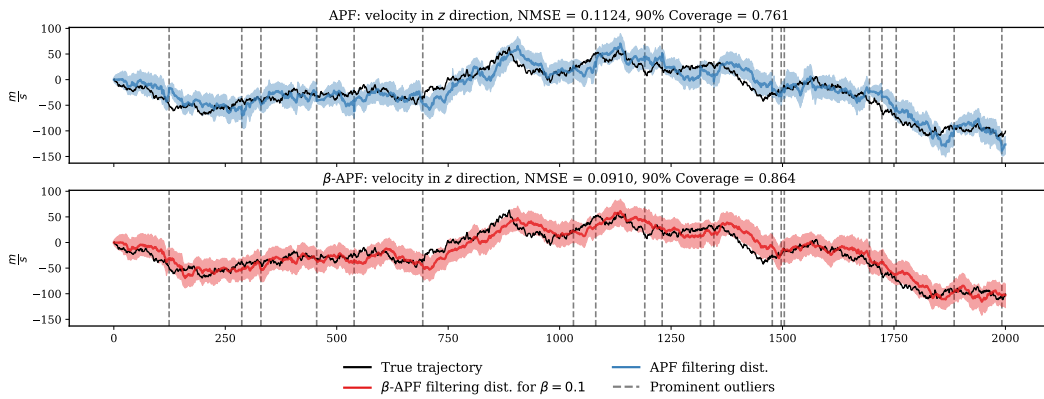 APF: velocity in z direction, NMSE = 0.1124, 90% Coverage = 0.761
100
50
0
−50
−100
−150
m/s
β-APF: velocity in z direction, NMSE = 0.0910, 90% Coverage = 0.864
100
50
0
−50
−100
−150
m/s
0 250 500 750 1000 1250 1500 1750 2000
True trajectory
APF filtering dist.
β-APF filtering dist. for β = 0.1
Prominent outliers